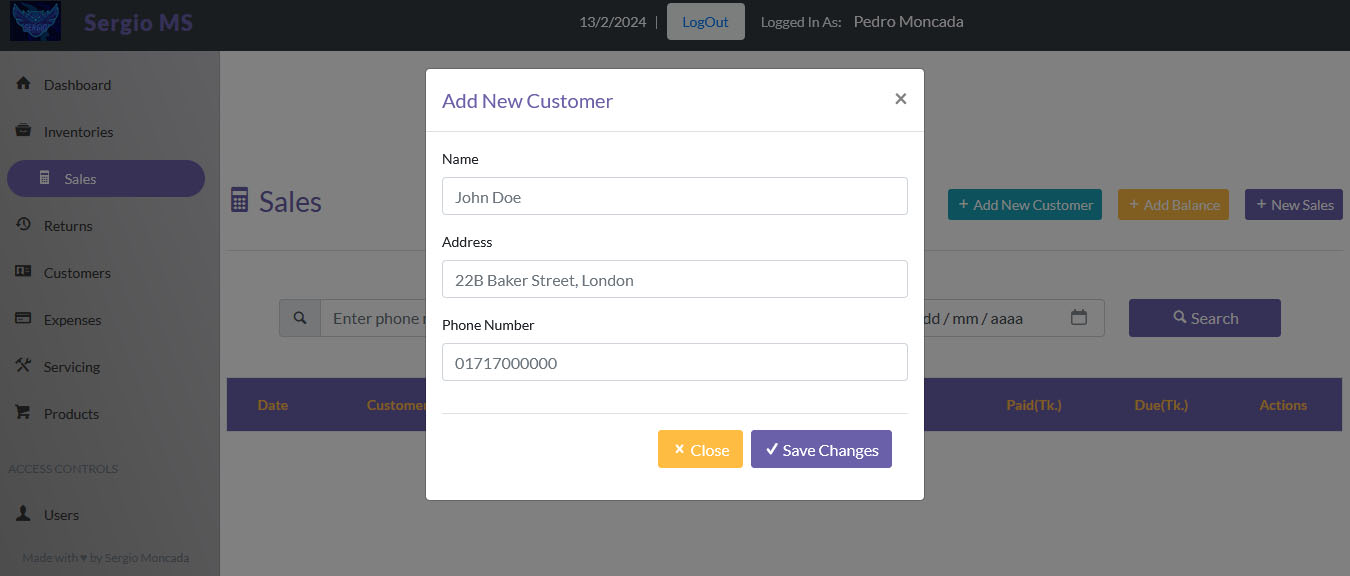 SERGIO
Sergio MS
13/2/2024 | LogOut Logged In As: Pedro Moncada
Dashboard
Inventories
Sales
Returns
Customers
Expenses
Servicing
Products
ACCESS CONTROLS
Users
Made with ♥ by Sergio Moncada
Sales
+ Add New Customer + Add Balance + New Sales
Enter phone
dd / mm / aaaa
Search
Date Customer Paid(Tk.) Due(Tk.) Actions
Add New Customer ×
Name
John Doe
Address
22B Baker Street, London
Phone Number
01717000000
× Close ✓ Save Changes